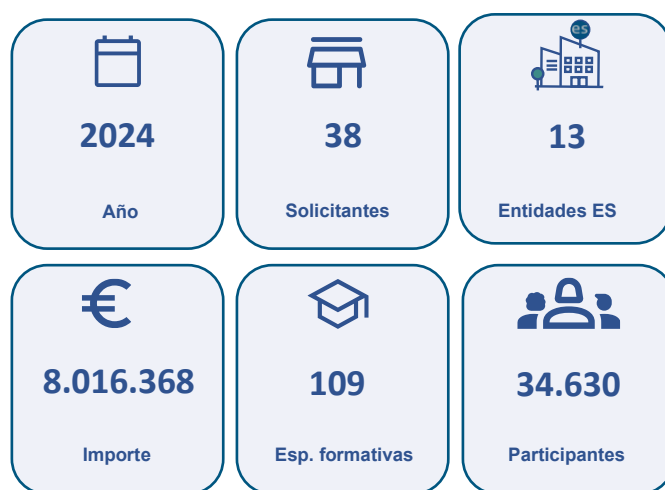 es
2024
38
13
Año
Solicitantes
Entidades ES
8.016.368
109
34.630
Importe
Esp. formativas
Participantes